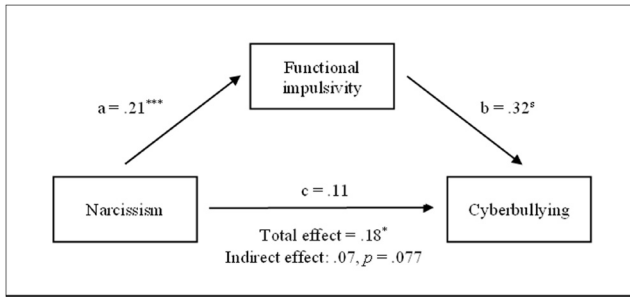 Functional
impulsivity
a = .21***
b = .32ˢ
c = .11
Narcissism
Cyberbullying
Total effect = .18*
Indirect effect: .07, p = .077